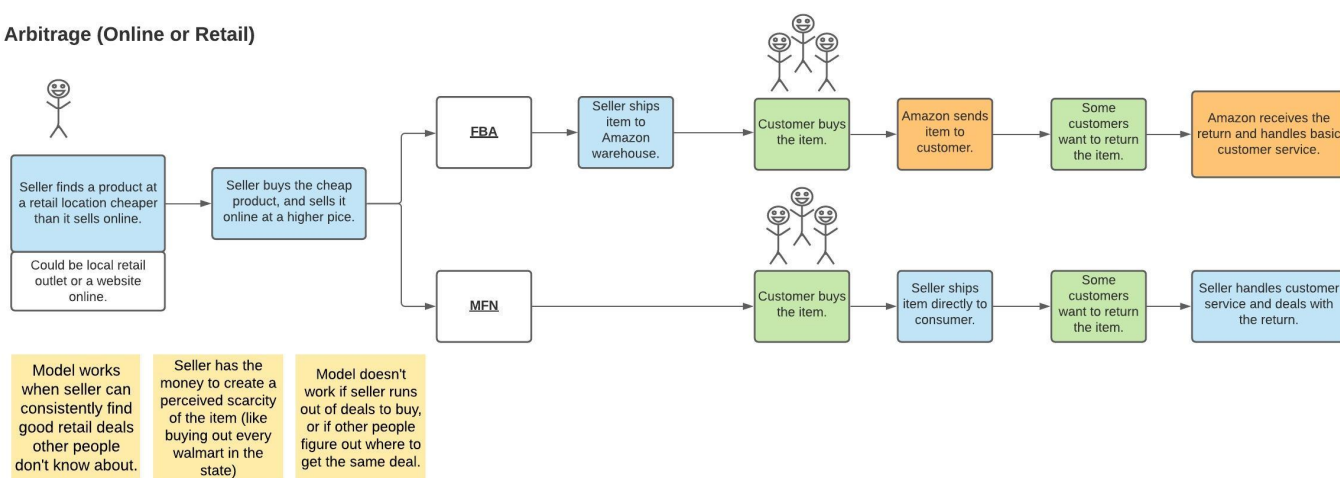 Arbitrage (Online or Retail)
Seller finds a product at
a retail location cheaper
than it sells online.
Could be local retail
outlet or a website
online.
Seller buys the cheap
product, and sells it
online at a higher pice.
FBA
Seller ships
item to
Amazon
warehouse.
Customer buys
the item.
Amazon sends
item to
customer.
Some
customers
want to return
the item.
Amazon receives the
return and handles basic
customer service.
MFN
Customer buys
the item.
Seller ships
item directly to
consumer.
Some
customers
want to return
the item.
Seller handles customer
service and deals with
the return.
Model works
when seller can
consistently find
good retail deals
other people
don't know about.
Seller has the
money to create a
perceived scarcity
of the item (like
buying out every
walmart in the
state)
Model doesn't
work if seller runs
out of deals to buy,
or if other people
figure out where to
get the same deal.